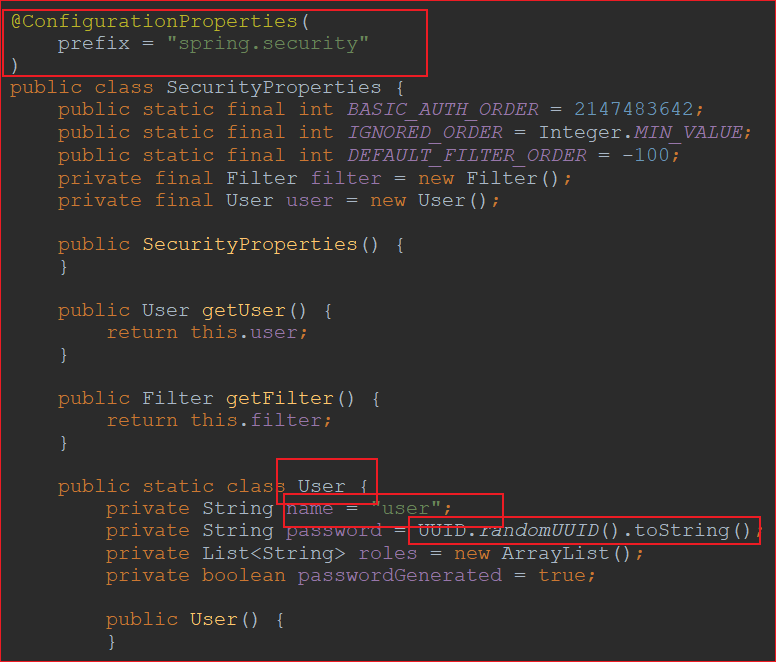 @ConfigurationProperties(
    prefix = "spring.security"
)
public class SecurityProperties {
    public static final int BASIC_AUTH_ORDER = 2147483642;
    public static final int IGNORED_ORDER = Integer.MIN_VALUE;
    public static final int DEFAULT_FILTER_ORDER = -100;
    private final Filter filter = new Filter();
    private final User user = new User();

    public SecurityProperties() {
    }

    public User getUser() {
        return this.user;
    }

    public Filter getFilter() {
        return this.filter;
    }

    public static class User {
        private String name = "user";
        private String password = UUID.randomUUID().toString();
        private List<String> roles = new ArrayList();
        private boolean passwordGenerated = true;

        public User() {
        }